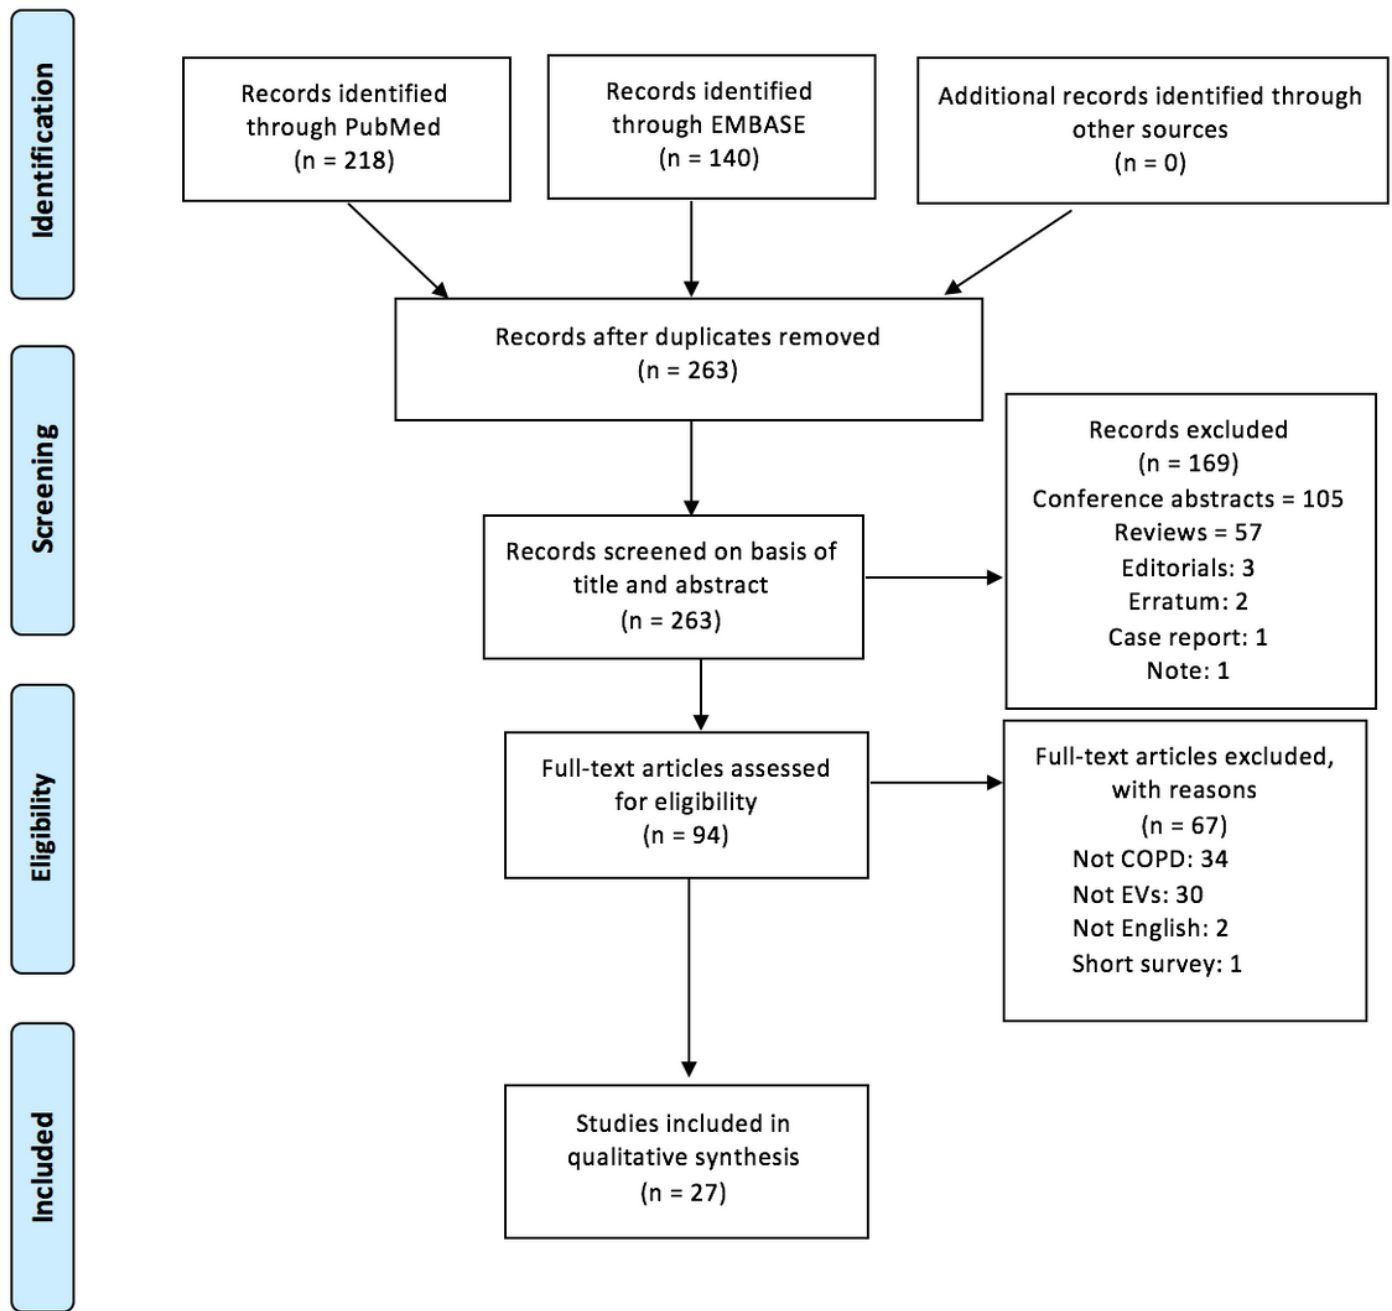 Identification
Records identified
through PubMed
(n = 218)
Records identified
through EMBASE
(n = 140)
Additional records identified through
other sources
(n = 0)
Records after duplicates removed
(n = 263)
Screening
Records screened on basis of
title and abstract
(n = 263)
Records excluded
(n = 169)
Conference abstracts = 105
Reviews = 57
Editorials: 3
Erratum: 2
Case report: 1
Note: 1
Eligibility
Full-text articles assessed
for eligibility
(n = 94)
Full-text articles excluded,
with reasons
(n = 67)
Not COPD: 34
Not EVs: 30
Not English: 2
Short survey: 1
Included
Studies included in
qualitative synthesis
(n = 27)